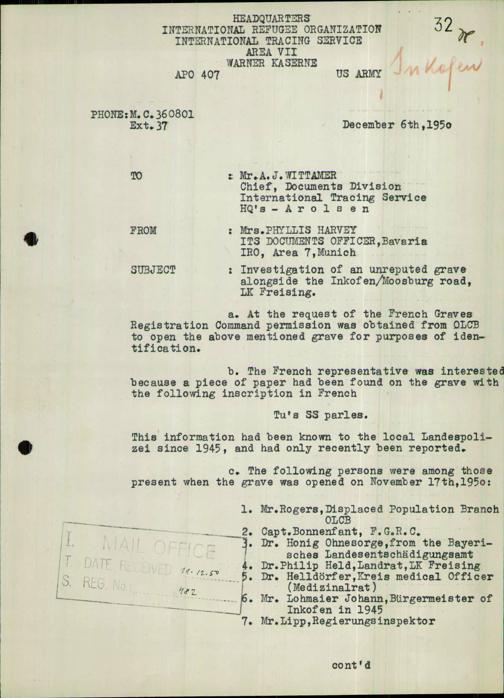 HEADQUARTERS
INTERNATIONAL REFUGEE ORGANIZATION
INTERNATIONAL TRACING SERVICE
AREA VII
WARNER KASERNE
APO 407 US ARMY
32
Inkofen
PHONE:M.C.360801
Ext.37
December 6th,1950
TO : Mr.A.J.WITTAMER
Chief, Documents Division
International Tracing Service
HQ's - A r o l s e n
FROM : Mrs.PHYLLIS HARVEY
ITS DOCUMENTS OFFICER,Bavaria
IRO, Area 7,Munich
SUBJECT : Investigation of an unreputed grave
alongside the Inkofen/Moosburg road,
LK Freising.
a. At the request of the French Graves
Registration Command permission was obtained from OLCB
to open the above mentioned grave for purposes of iden-
tification.
b. The French representative was interested
because a piece of paper had been found on the grave with
the following inscription in French
Tu's SS parles.
This information had been known to the local Landespoli-
zei since 1945, and had only recently been reported.
c. The following persons were among those
present when the grave was opened on November 17th,1950:
1. Mr.Rogers,Displaced Population Branch
OLCB
2. Capt.Bonnenfant, F.G.R.C.
3. Dr. Honig Ohnesorge,from the Bayeri-
sches Landesentschädigungsamt
4. Dr.Philip Held,Landrat,LK Freising
5. Dr. Helldörfer,Kreis medical Officer
(Medizinalrat)
6. Mr. Lohmaier Johann,Bürgermeister of
Inkofen in 1945
7. Mr.Lipp,Regierungsinspektor
I. MAIL OFFICE
T. DATE RECEIVED 11.12.50
S. REG. No. 482
cont'd